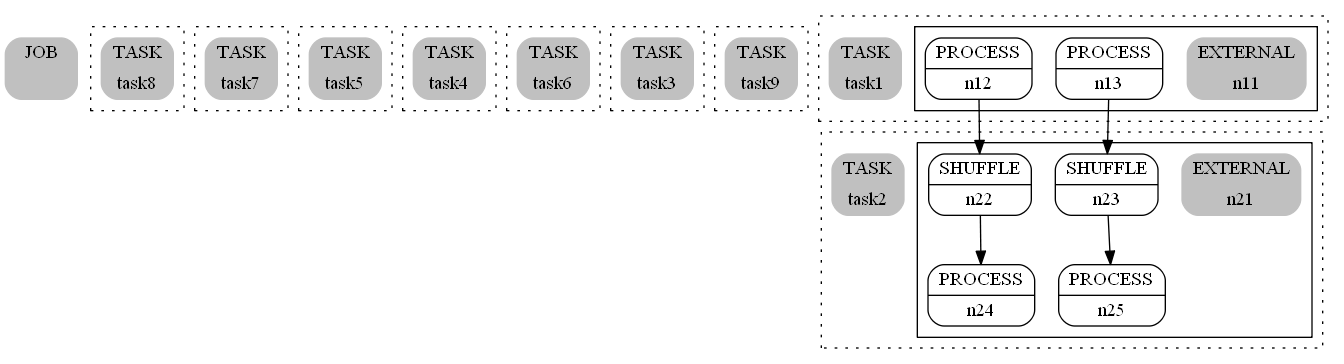 JOB
TASK
task8
TASK
task7
TASK
task5
TASK
task4
TASK
task6
TASK
task3
TASK
task9
TASK
task1
PROCESS
n12
PROCESS
n13
EXTERNAL
n11
TASK
task2
SHUFFLE
n22
SHUFFLE
n23
EXTERNAL
n21
PROCESS
n24
PROCESS
n25